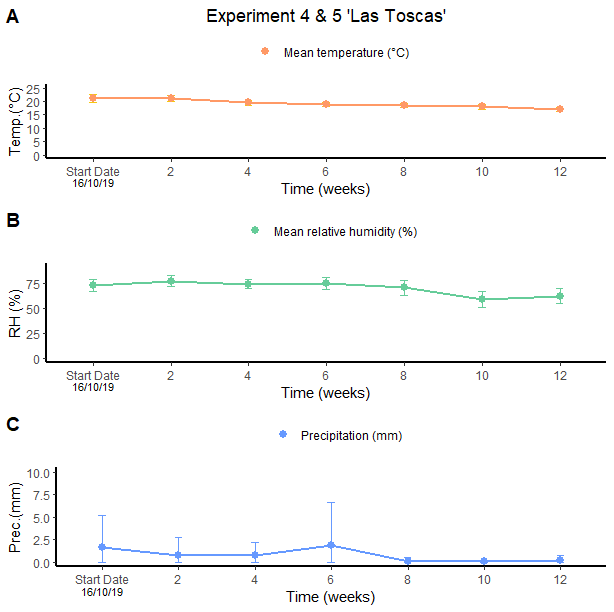 A
Experiment 4 & 5 'Las Toscas'
Mean temperature (°C)
Temp.(°C)
25
20
15
10
5
0
Start Date 2 4 6 8 10 12
16/10/19
Time (weeks)
B
Mean relative humidity (%)
RH (%)
75
50
25
0
Start Date 2 4 6 8 10 12
16/10/19
Time (weeks)
C
Precipitation (mm)
Prec.(mm)
10.0
7.5
5.0
2.5
0.0
Start Date 2 4 6 8 10 12
16/10/19
Time (weeks)